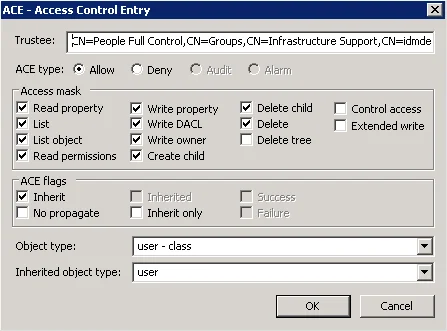 ACE - Access Control Entry
Trustee: CN=People Full Control,CN=Groups,CN=Infrastructure Support,CN=idmde
ACE type: Allow Deny Audit Alarm
Access mask
Read property Write property Delete child Control access
List Write DACL Delete Extended write
List object Write owner Delete tree
Read permissions Create child
ACE flags
Inherit Inherited Success
No propagate Inherit only Failure
Object type: user - class
Inherited object type: user
OK Cancel